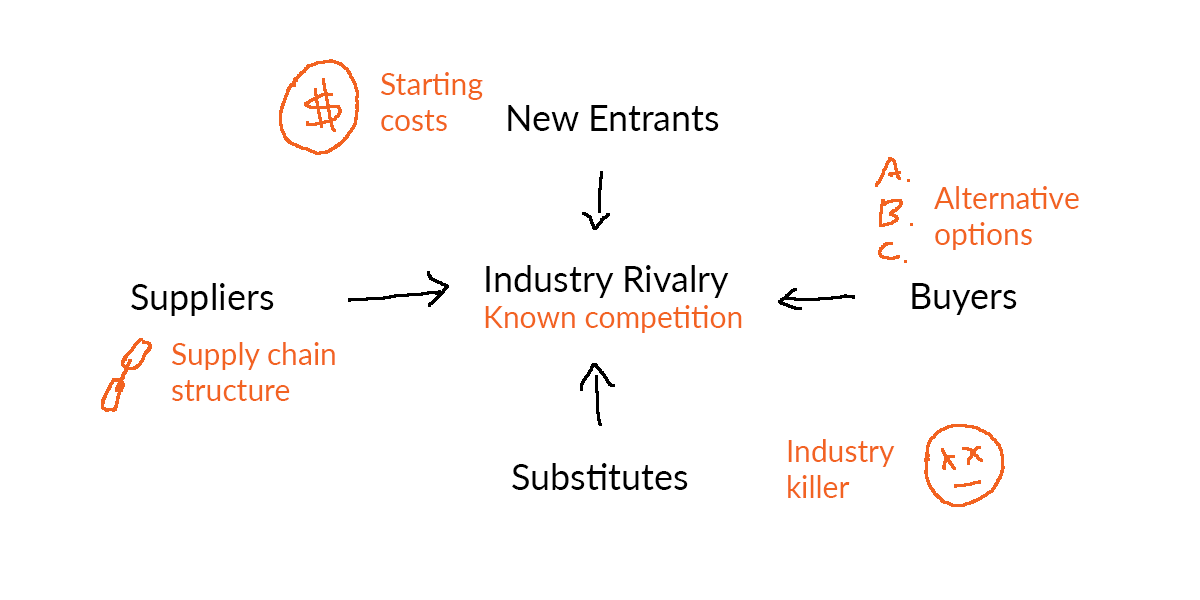 $
Starting
costs
New Entrants
A.
B.
C.
Alternative
options
Suppliers
Industry Rivalry
Known competition
Buyers
Supply chain
structure
Substitutes
Industry
killer